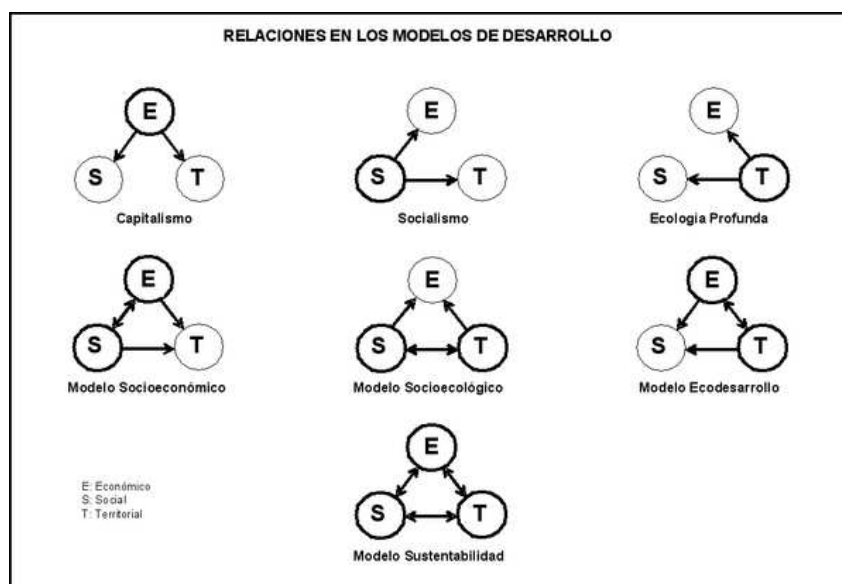 RELACIONES EN LOS MODELOS DE DESARROLLO
E
S
T
Capitalismo
E
S
T
Socialismo
E
S
T
Ecologia Profunda
E
S
T
Modelo Socioeconómico
E
S
T
Modelo Socioecológico
E
S
T
Modelo Ecodesarrollo
E
S
T
Modelo Sustentabilidad
E: Económico
S: Social
T: Territorial